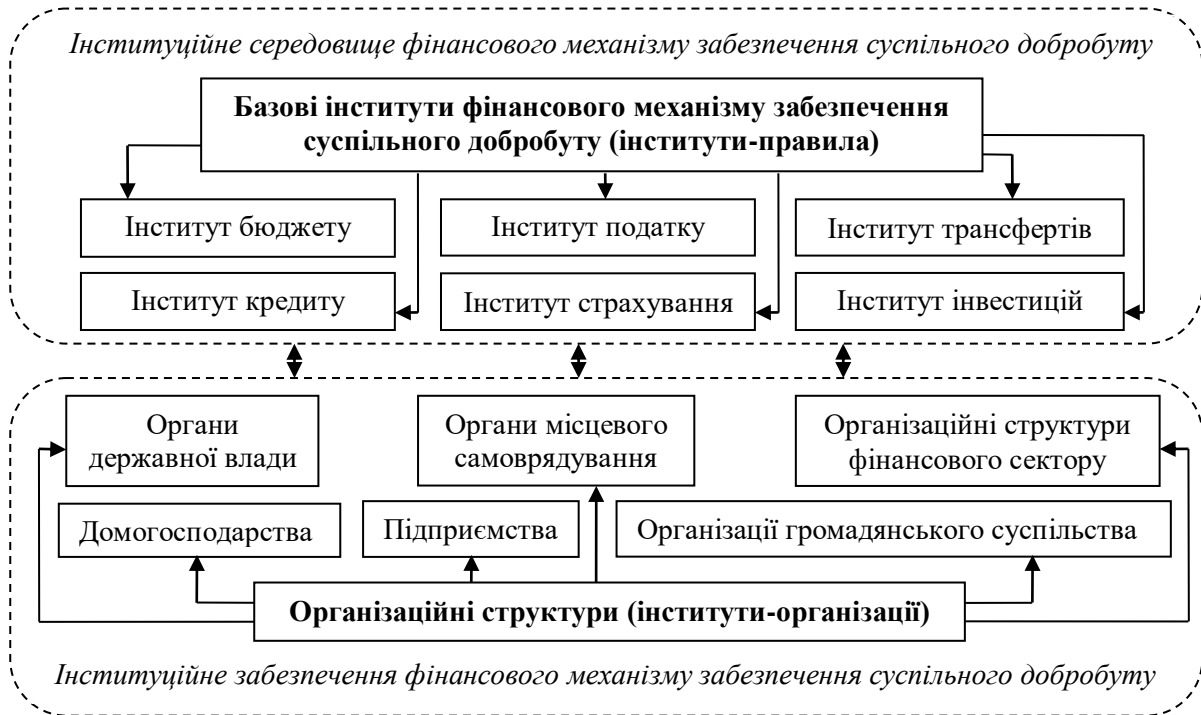 Інституційне середовище фінансового механізму забезпечення суспільного добробуту
Базові інститути фінансового механізму забезпечення
суспільного добробуту (інститути-правила)
Інститут бюджету
Інститут податку
Інститут трансфертів
Інститут кредиту
Інститут страхування
Інститут інвестицій
Органи
державної влади
Органи місцевого
самоврядування
Організаційні структури
фінансового сектору
Домогосподарства
Підприємства
Організації громадянського суспільства
Організаційні структури (інститути-організації)
Інституційне забезпечення фінансового механізму забезпечення суспільного добробуту